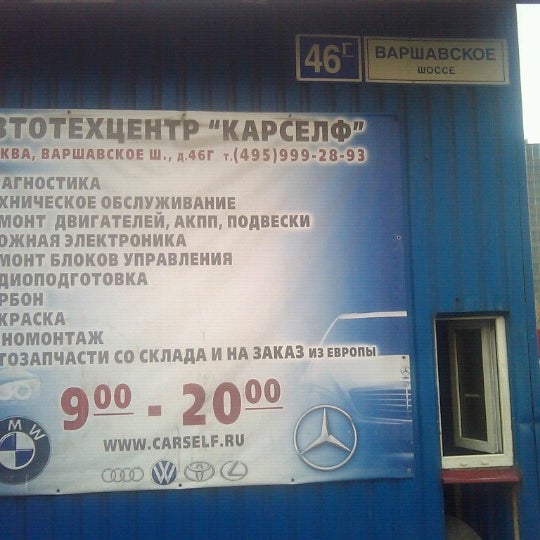 46Г
ВАРШАВСКОЕ
ШОССЕ
ВТОТЕХЦЕНТР "КАРСЕЛФ"
КВА, ВАРШАВСКОЕ Ш., Д.46Г Т.(495)999-28-93
АГНОСТИКА
ХНИЧЕСКОЕ ОБСЛУЖИВАНИЕ
МОНТ ДВИГАТЕЛЕЙ, АКПП, ПОДВЕСКИ
ОЖНАЯ ЭЛЕКТРОНИКА
МОНТ БЛОКОВ УПРАВЛЕНИЯ
ДИОПОДГОТОВКА
РБОН
КРАСКА
НОМОНТАЖ
ТОЗАПЧАСТИ СО СКЛАДА И НА ЗАКАЗ ИЗ ЕВРОПЫ
900 - 2000
WWW.CARSELF.RU
MW